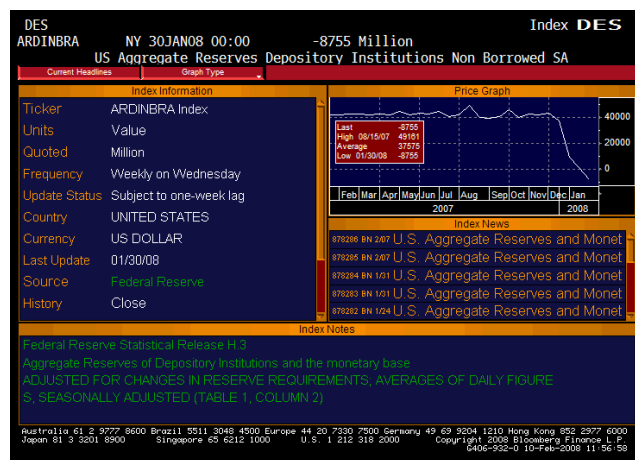 DES Index DES
ARDINBRA NY 30JAN08 00:00 -8755 Million
US Aggregate Reserves Depository Institutions Non Borrowed SA
Current Headlines Graph Type
Index Information
Ticker ARDINBRA Index
Units Value
Quoted Million
Frequency Weekly on Wednesday
Update Status Subject to one-week lag
Country UNITED STATES
Currency US DOLLAR
Last Update 01/30/08
Source Federal Reserve
History Close
Price Graph
Last -8755
High 08/15/07 49161
Average 37575
Low 01/30/08 -8755
40000
20000
0
Feb Mar Apr May Jun Jul Aug Sep Oct Nov Dec Jan
2007 2008
Index News
878286 BN 2/07 U.S. Aggregate Reserves and Monet
878285 BN 2/07 U.S. Aggregate Reserves and Monet
878284 BN 1/31 U.S. Aggregate Reserves and Monet
878283 BN 1/31 U.S. Aggregate Reserves and Monet
878282 BN 1/24 U.S. Aggregate Reserves and Monet
Index Notes
Federal Reserve Statistical Release H.3
Aggregate Reserves of Depository Institutions and the monetary base
ADJUSTED FOR CHANGES IN RESERVE REQUIREMENTS, AVERAGES OF DAILY FIGURE
S, SEASONALLY ADJUSTED (TABLE 1, COLUMN 2)
Australia 61 2 9777 8600 Brazil 5511 3048 4500 Europe 44 20 7330 7500 Germany 49 69 9204 1210 Hong Kong 852 2977 6000
Japan 81 3 3201 8900 Singapore 65 6212 1000 U.S. 1 212 318 2000 Copyright 2008 Bloomberg Finance L.P.
G406-932-0 10-Feb-2008 11:56:58